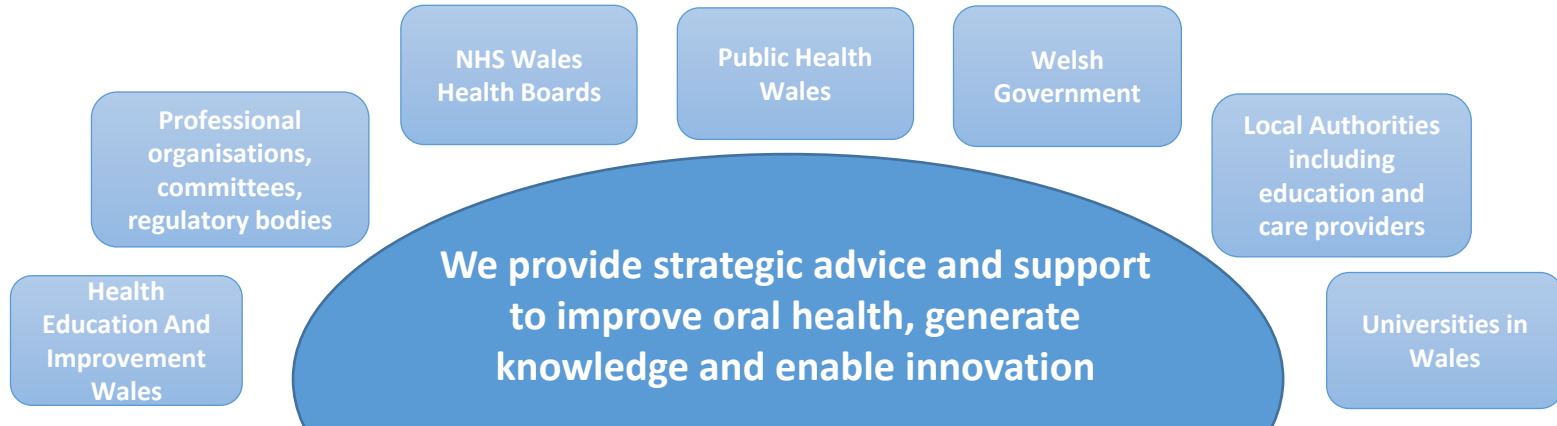 NHS Wales
Health Boards
Public Health
Wales
Welsh
Government
Professional
organisations,
committees,
regulatory bodies
Local Authorities
including
education and
care providers
Health
Education And
Improvement
Wales
We provide strategic advice and support
to improve oral health, generate
knowledge and enable innovation
Universities in
Wales